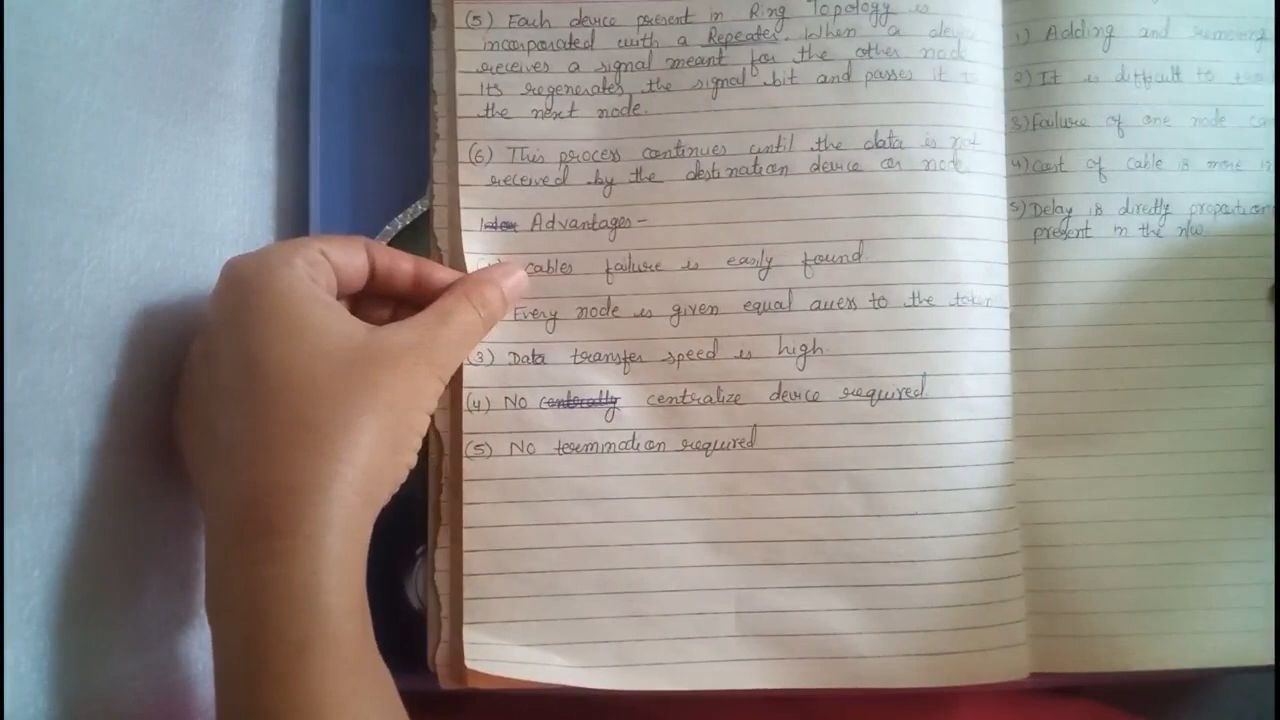 (5) Each device present in Ring Topology is
incorporated with a Repeater. When a
receives a signal meant for the other node
Its regenerates the signal bit and passes it
the next node.
(6) This process continues until the data is not
received by the destination device or node.
Advantages-
cables failure is easily found.
Every node is given equal access to the token
(3) Data transfer speed is high.
(4) No centralize device required.
(5) No termination required
1) Adding and removing
2) It is difficult to
3) Failure of one node
4) Cost of cable is more
5) Delay is directly
present in the n/w.